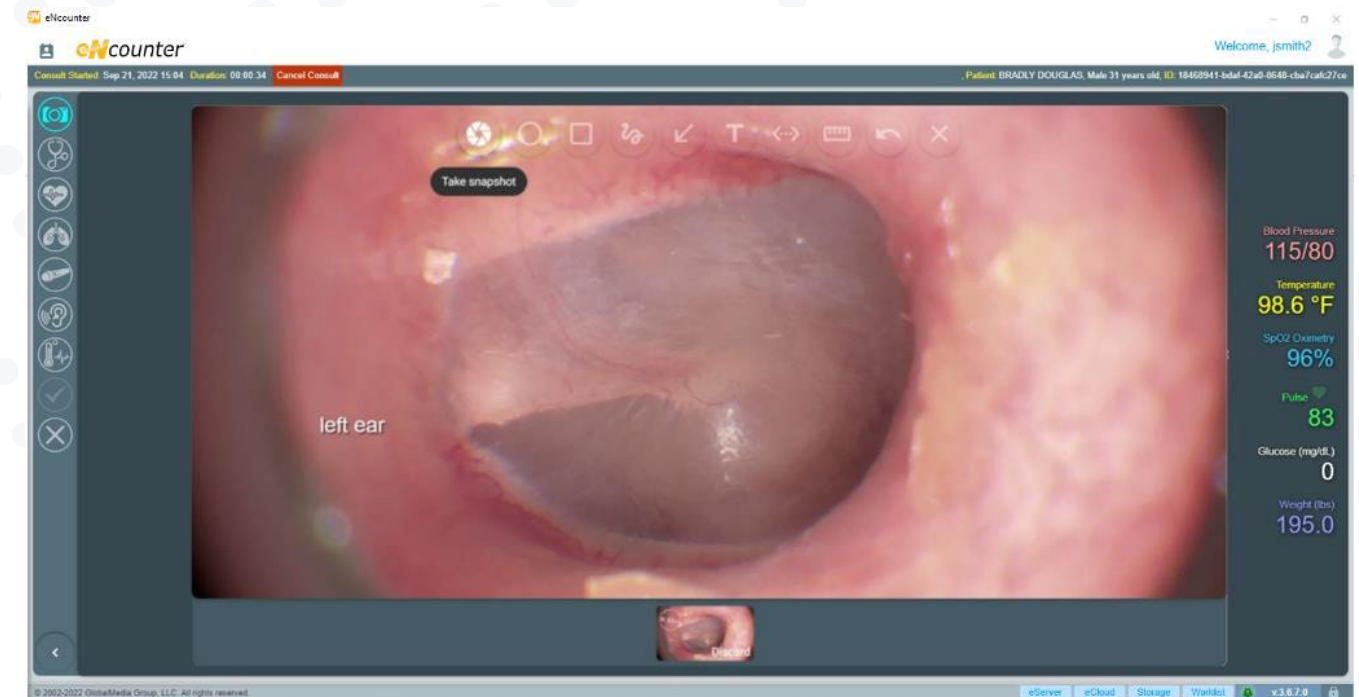 eNcounter
eNcounter
Welcome, jsmith2
Consult Started: Sep 21, 2022 15:04 Duration: 00:00:34 Cancel Consult
, Patient: BRADLY DOUGLAS, Male 31 years old, ID: 18468941-bdaf-42a0-8648-cba7cafc27ce
T
Take snapshot
left ear
Blood Pressure
115/80
Temperature
98.6 °F
SpO2 Oximetry
96%
Pulse
83
Glucose (mg/dL)
0
Weight (lbs)
195.0
Discard
© 2002-2022 GlobalMedia Group, LLC. All rights reserved.
eServer eCloud Storage Worklist v.3.6.7.0